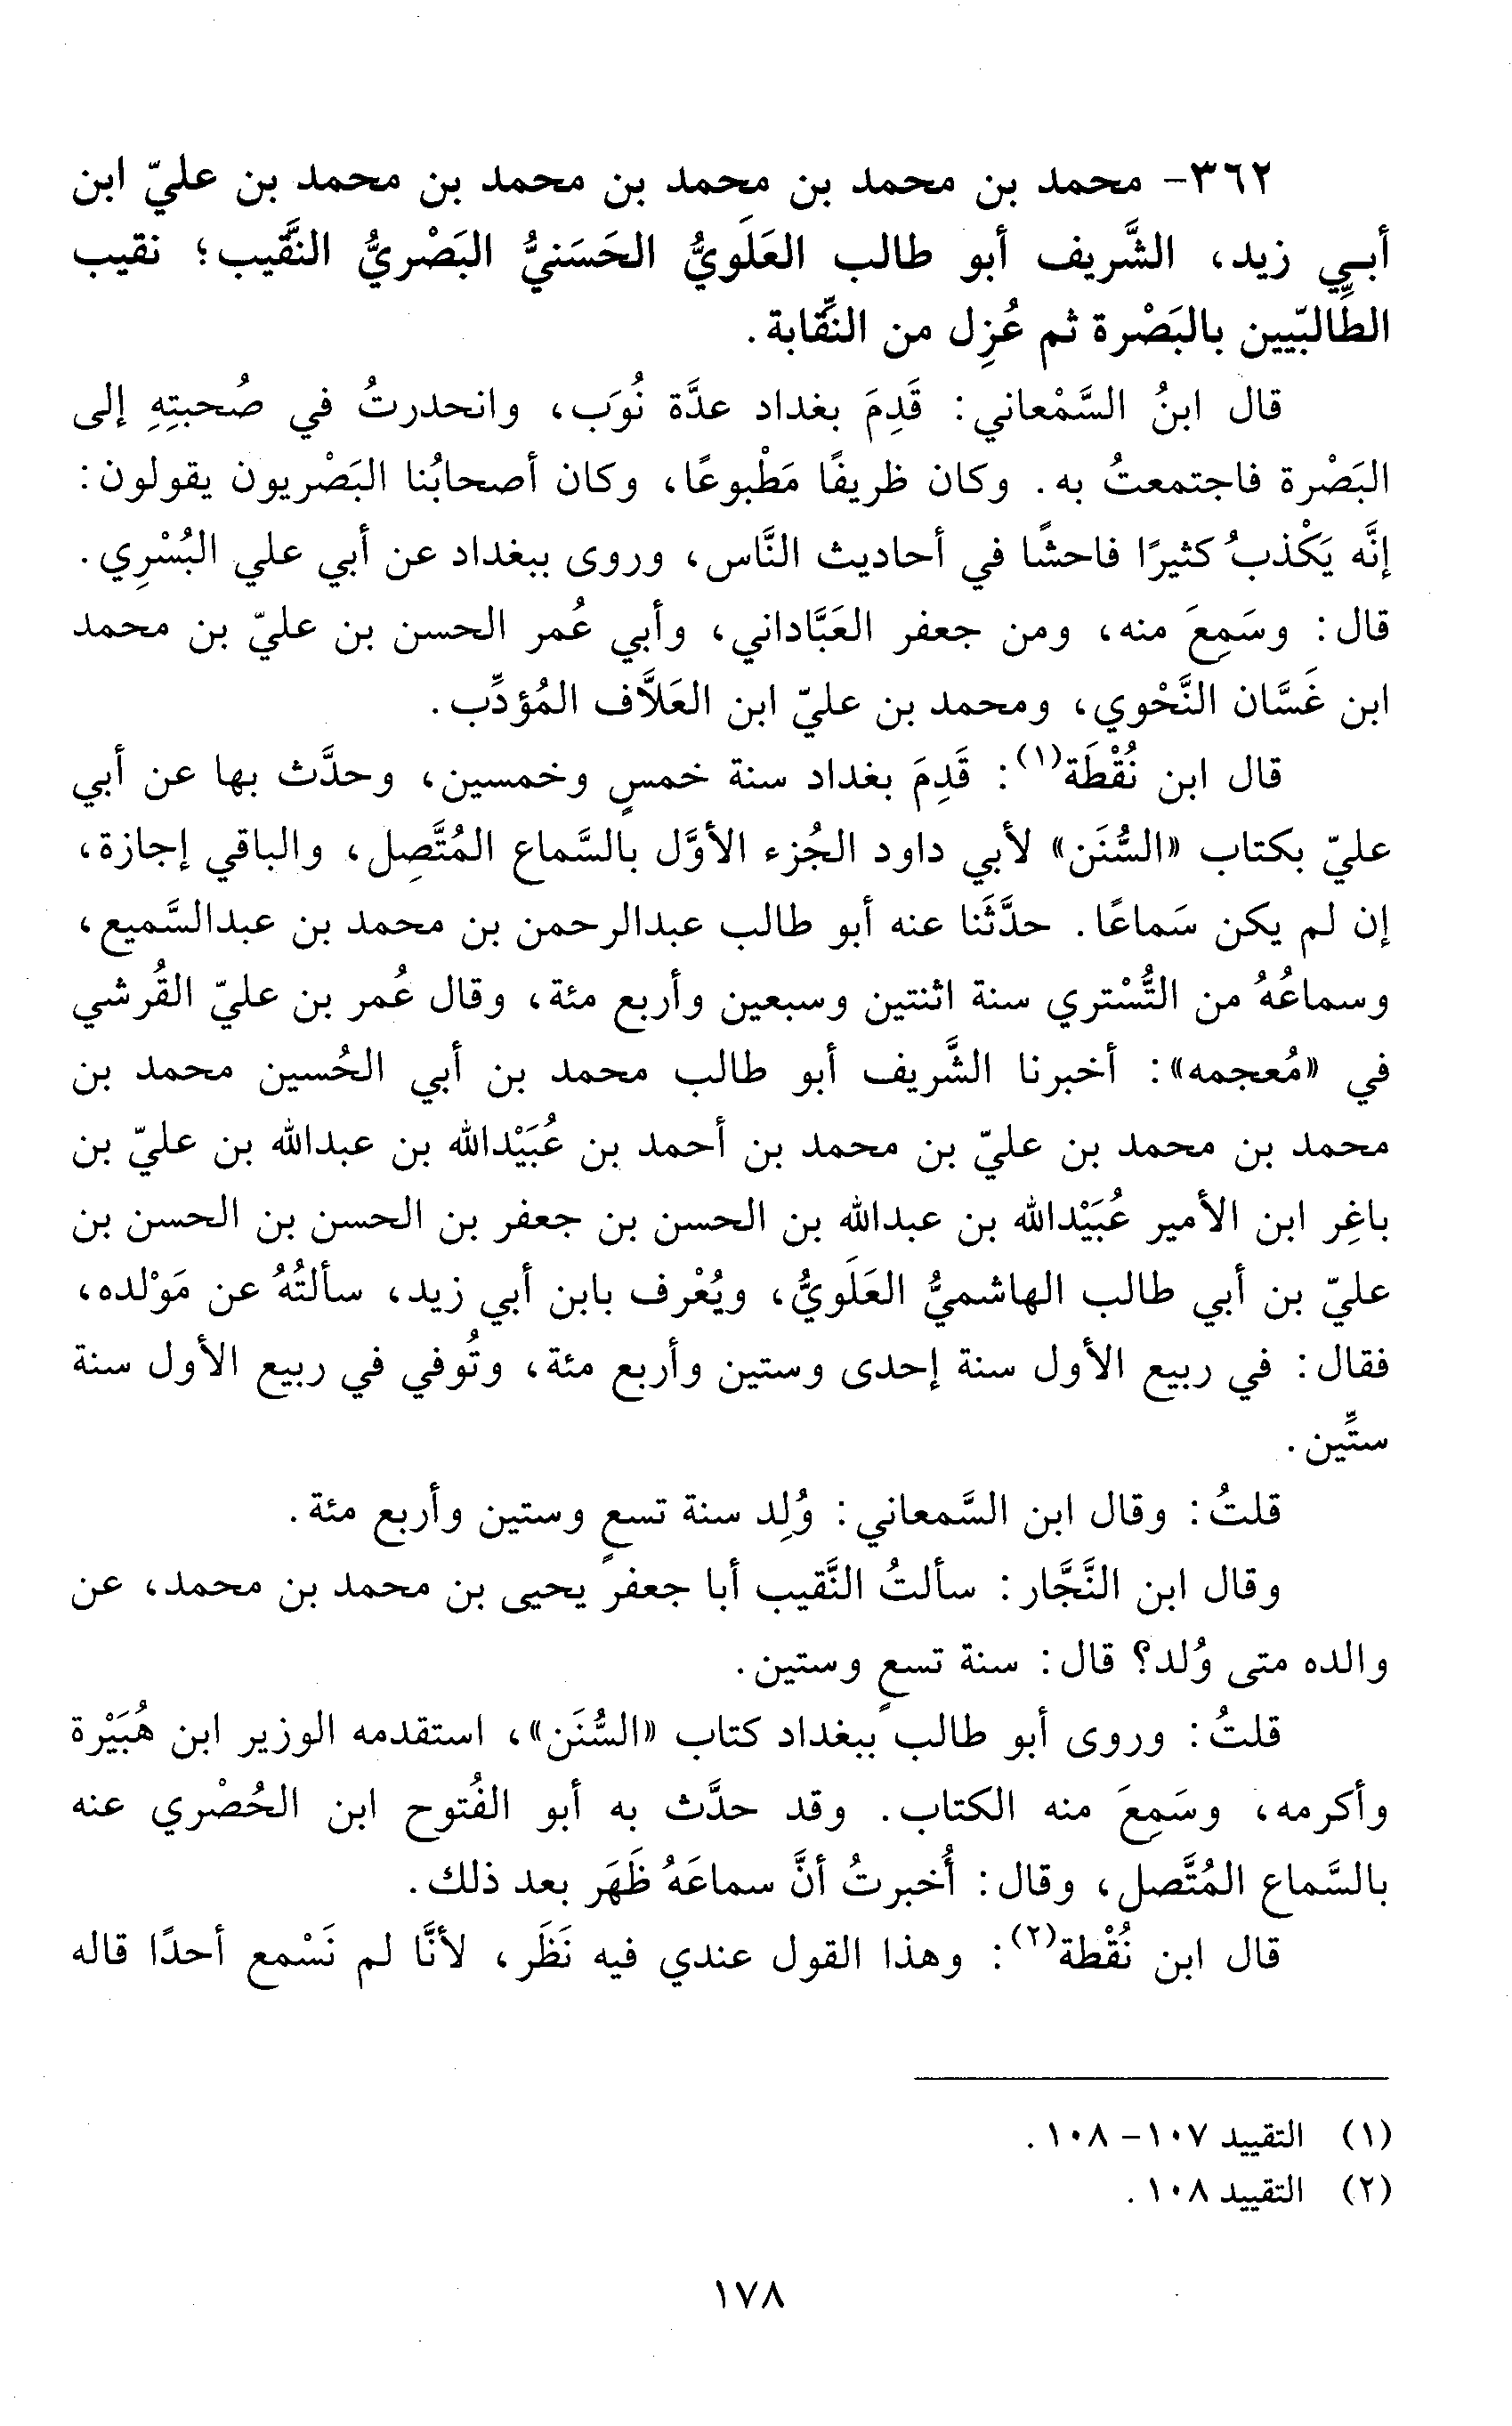 ٣٦٢- محمد بن محمد بن محمد بن محمد بن محمد بن عليّ ابن
أبي زيد، الشَّريف أبو طالب العَلَويُّ الحَسَنيُّ البَصْريُّ النَّقيب؛ نقيب
الطَّالبِّيين بالبَصْرة ثم عُزِل من النِّقابة.
قال ابنُ السَّمْعاني: قَدِمَ بغداد عدَّة نُوَب، وانحدرتُ في صُحبتِهِ إلى
البَصْرة فاجتمعتُ به. وكان ظريفًا مَطْبوعًا، وكان أصحابُنا البَصْريون يقولون:
إنَّه يَكْذبُ كثيرًا فاحشًا في أحاديث النَّاس، وروى ببغداد عن أبي علي البُسْرِي.
قال: وسَمِعَ منه، ومن جعفر العَبَّاداني، وأبي عُمر الحسن بن عليّ بن محمد
ابن غَسَّان النَّحْوي، ومحمد بن عليّ ابن العَلاَّف المُؤدِّب.
قال ابن نُقْطَة(١): قَدِمَ بغداد سنة خمسٍ وخمسين، وحدَّث بها عن أبي
عليّ بكتاب «السُّنَن» لأبي داود الجُزء الأوَّل بالسَّماع المُتَّصِل، والباقي إجازة،
إن لم يكن سَماعًا. حدَّثَنا عنه أبو طالب عبدالرحمن بن محمد بن عبدالسَّميع،
وسماعُهُ من التُّسْتري سنة اثنتين وسبعين وأربع مئة، وقال عُمر بن عليّ القُرشي
في «مُعجمه»: أخبرنا الشَّريف أبو طالب محمد بن أبي الحُسين محمد بن
محمد بن محمد بن عليّ بن محمد بن أحمد بن عُبَيْدالله بن عبدالله بن عليّ بن
باغِر ابن الأمير عُبَيْدالله بن عبدالله بن الحسن بن جعفر بن الحسن بن الحسن بن
عليّ بن أبي طالب الهاشميُّ العَلَويُّ، ويُعْرف بابن أبي زيد، سألتُهُ عن مَوْلده،
فقال: في ربيع الأول سنة إحدى وستين وأربع مئة، وتُوفي في ربيع الأول سنة
ستِّين.
قلتُ: وقال ابن السَّمعاني: وُلِد سنة تسعٍ وستين وأربع مئة.
وقال ابن النَّجَّار: سألتُ النَّقيب أبا جعفر يحيى بن محمد بن محمد، عن
والده متى وُلد؟ قال: سنة تسعٍ وستين.
قلتُ: وروى أبو طالب ببغداد كتاب «السُّنَن»، استقدمه الوزير ابن هُبَيْرة
وأكرمه، وسَمِعَ منه الكتاب. وقد حدَّث به أبو الفُتوح ابن الحُصْري عنه
بالسَّماع المُتَّصل، وقال: أُخبرتُ أنَّ سماعَهُ ظَهَر بعد ذلك.
قال ابن نُقْطة(٢): وهذا القول عندي فيه نَظَر، لأنَّا لم نَسْمع أحدًا قاله
(١) التقييد ١٠٧- ١٠٨.
(٢) التقييد ١٠٨.
١٧٨